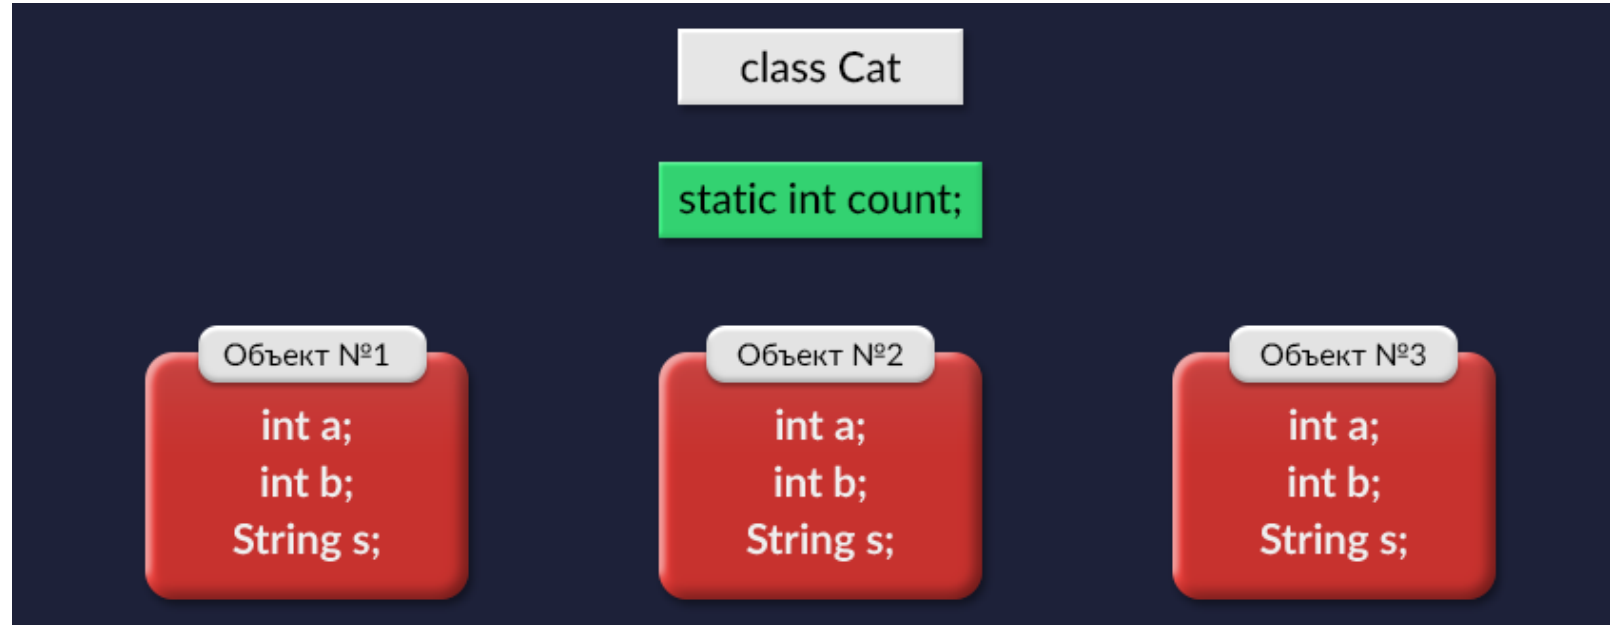 class Cat
static int count;
Объект №1
int a;
int b;
String s;
Объект №2
int a;
int b;
String s;
Объект №3
int a;
int b;
String s;